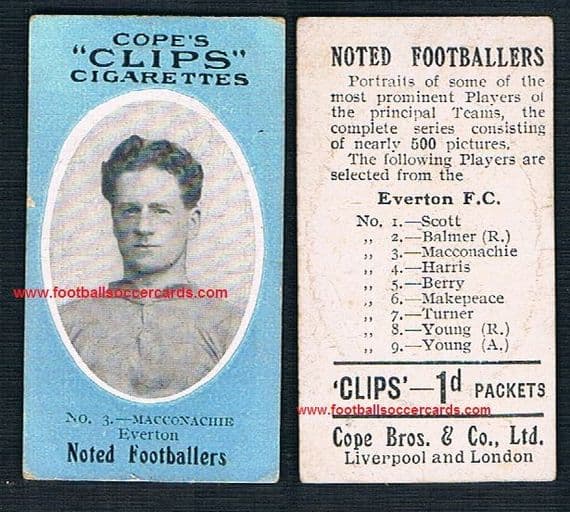 COPE'S
"CLIPS"
CIGARETTES
www.footballsoccercards.com
No. 3.—MACCONACHIE
Everton
Noted Footballers
NOTED FOOTBALLERS
Portraits of some of the
most prominent Players of
the principal Teams, the
complete series consisting
of nearly 500 pictures.
The following Players are
selected from the
Everton F.C.
No. 1.—Scott
„ 2.—Balmer (R.)
„ 3.—Macconachie
„ 4.—Harris
„ 5.—Berry
„ 6.—Makepeace
„ 7.—Turner
„ 8.—Young (R.)
„ 9.—Young (A.)
'CLIPS'—1d PACKETS
www.footballsoccercards.com
Cope Bros. & Co., Ltd.
Liverpool and London